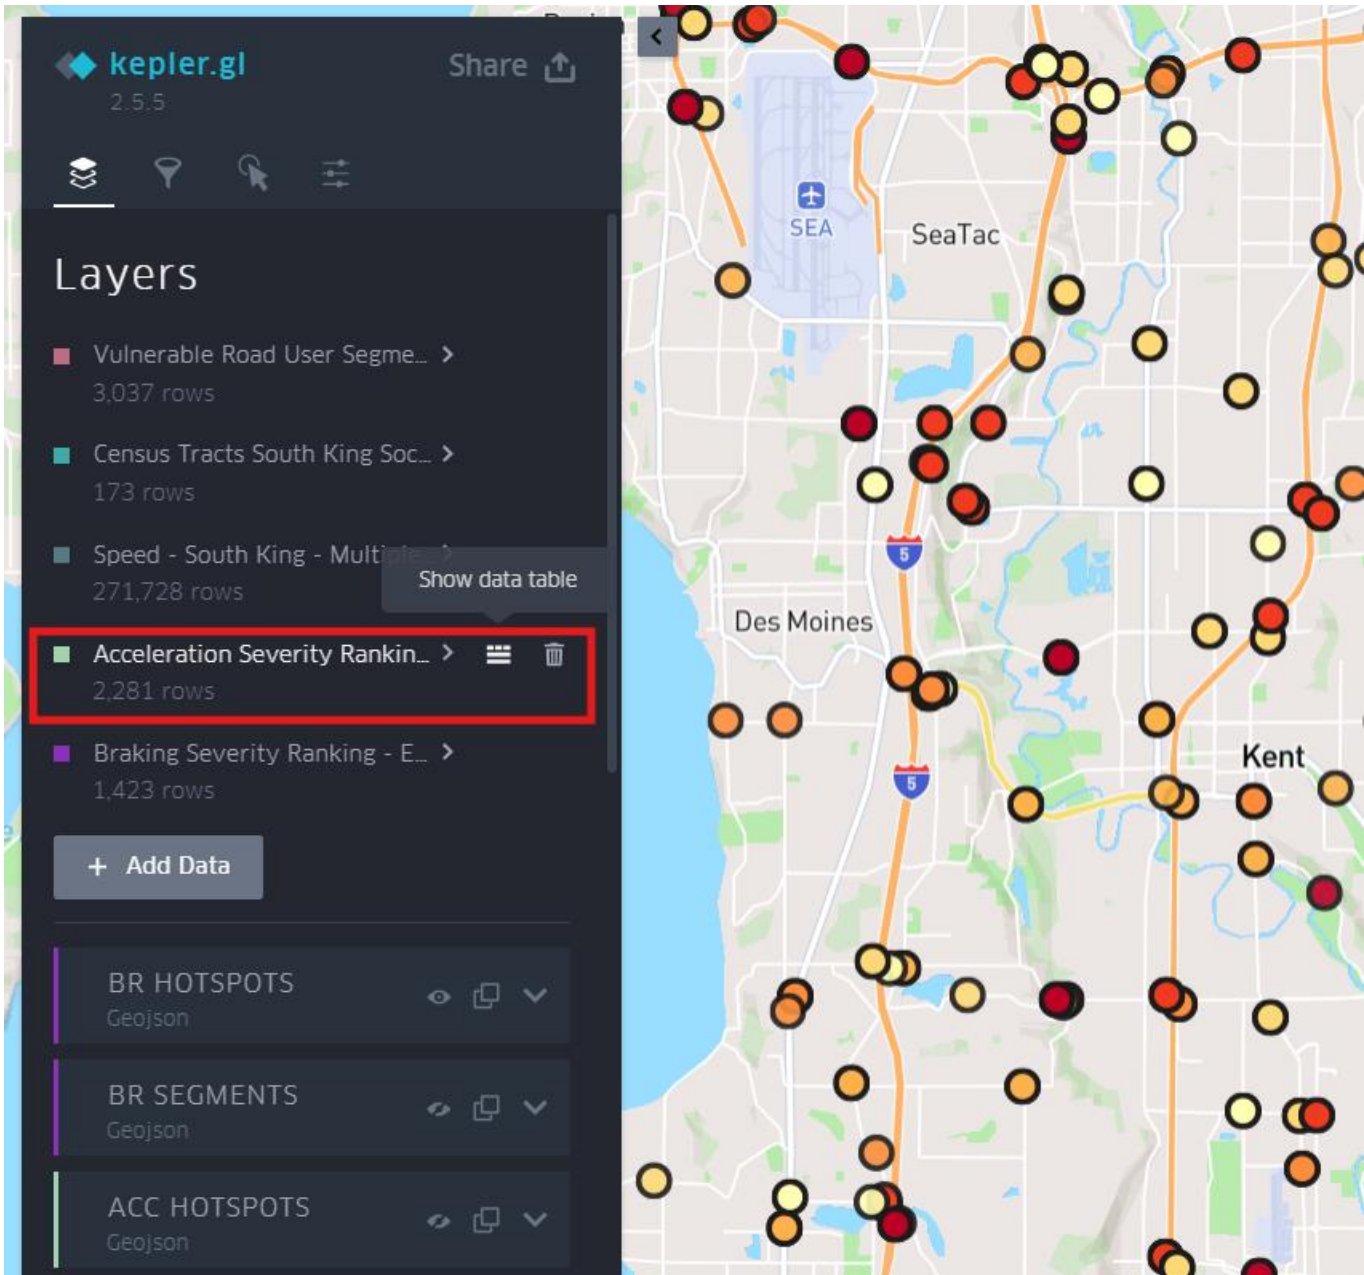 kepler.gl
2.5.5
Share
Layers
Vulnerable Road User Segme...
3,037 rows
Census Tracts South King Soc...
173 rows
Speed - South King - Multiple
271,728 rows
Show data table
Acceleration Severity Rankin...
2,281 rows
Braking Severity Ranking - E...
1,423 rows
+ Add Data
BR HOTSPOTS
Geojson
BR SEGMENTS
Geojson
ACC HOTSPOTS
Geojson
SEA
SeaTac
5
Des Moines
5
Kent